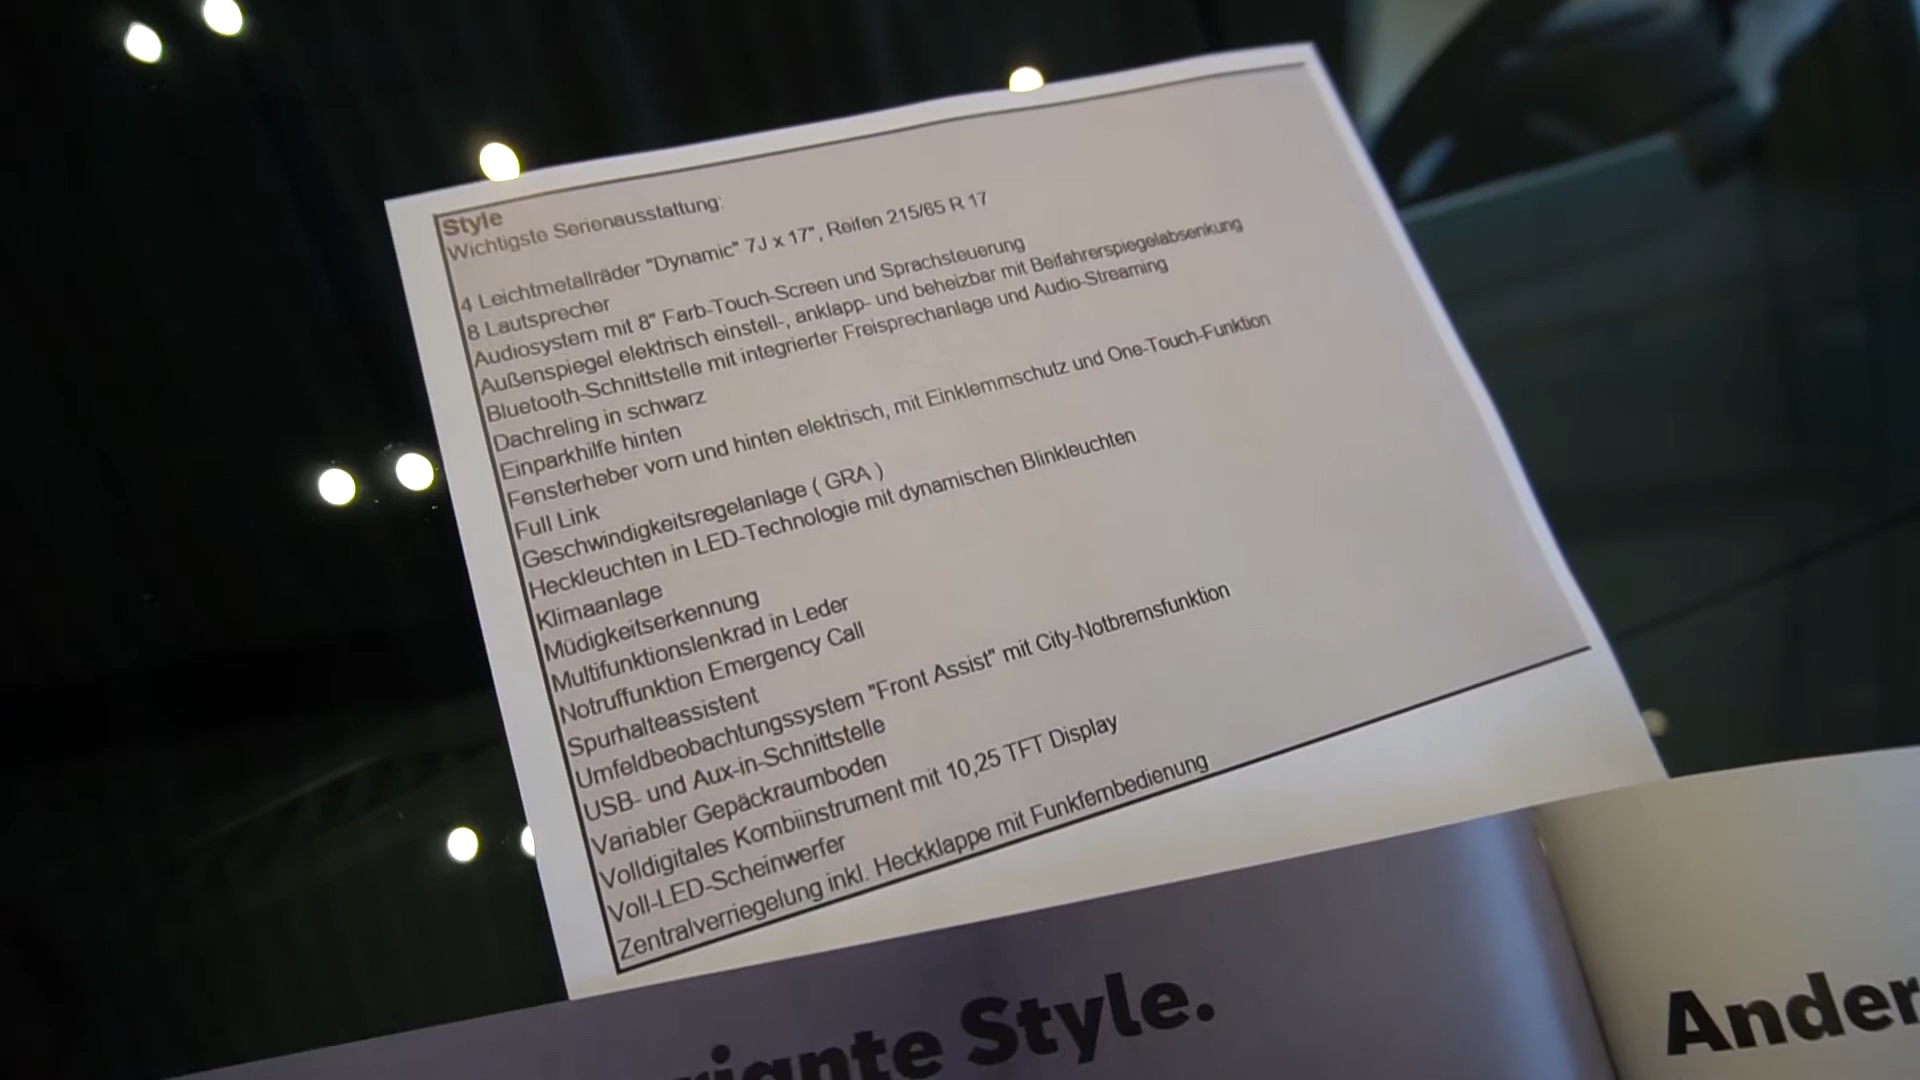 Style
Wichtigste Serienausstattung:
4 Leichtmetallräder "Dynamic" 7J x 17", Reifen 215/65 R 17
8 Lautsprecher
Audiosystem mit 8" Farb-Touch-Screen und Sprachsteuerung
Außenspiegel elektrisch einstell-, anklapp- und beheizbar mit Beifahrerspiegelabsenkung
Bluetooth-Schnittstelle mit integrierter Freisprechanlage und Audio-Streaming
Dachreling in schwarz
Einparkhilfe hinten
Fensterheber vorn und hinten elektrisch, mit Einklemmschutz und One-Touch-Funktion
Full Link
Geschwindigkeitsregelanlage ( GRA )
Heckleuchten in LED-Technologie mit dynamischen Blinkleuchten
Klimaanlage
Müdigkeitserkennung
Multifunktionslenkrad in Leder
Notruffunktion Emergency Call
Spurhalteassistent
Umfeldbeobachtungssystem "Front Assist" mit City-Notbremsfunktion
USB- und Aux-in-Schnittstelle
Variabler Gepäckraumboden
Volldigitales Kombiinstrument mit 10,25 TFT Display
Voll-LED-Scheinwerfer
Zentralverriegelung inkl. Heckklappe mit Funkfernbedienung
Style.